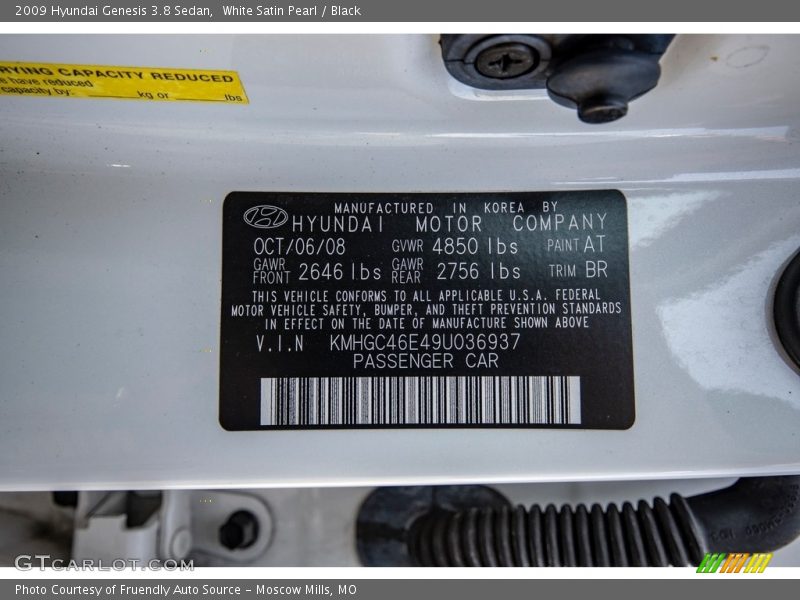 2009 Hyundai Genesis 3.8 Sedan,  White Satin Pearl / Black
RYING CAPACITY REDUCED
have reduced
capacity by: kg or lbs
MANUFACTURED IN KOREA BY
HYUNDAI MOTOR COMPANY
OCT/06/08 GVWR 4850 lbs PAINT AT
GAWR FRONT 2646 lbs GAWR REAR 2756 lbs TRIM BR
THIS VEHICLE CONFORMS TO ALL APPLICABLE U.S.A. FEDERAL
MOTOR VEHICLE SAFETY, BUMPER, AND THEFT PREVENTION STANDARDS
IN EFFECT ON THE DATE OF MANUFACTURE SHOWN ABOVE
V.I.N KMHGC46E49U036937
PASSENGER CAR
GTCARLOT.COM
Photo Courtesy of Fruendly Auto Source - Moscow Mills, MO